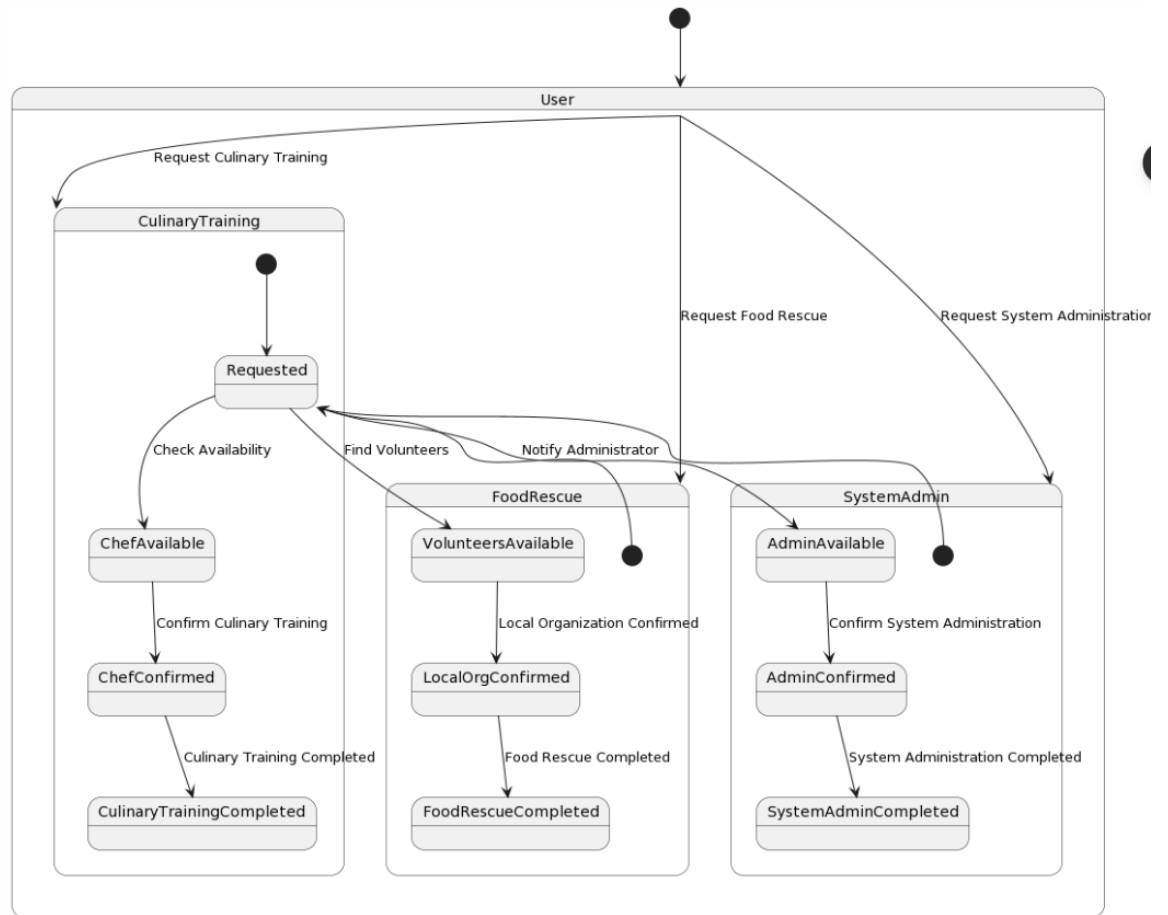 User
Request Culinary Training
CulinaryTraining
Request Food Rescue
Request System Administration
Requested
Check Availability
Find Volunteers
Notify Administrator
FoodRescue
SystemAdmin
ChefAvailable
VolunteersAvailable
AdminAvailable
Confirm Culinary Training
Local Organization Confirmed
Confirm System Administration
ChefConfirmed
LocalOrgConfirmed
AdminConfirmed
Culinary Training Completed
Food Rescue Completed
System Administration Completed
CulinaryTrainingCompleted
FoodRescueCompleted
SystemAdminCompleted